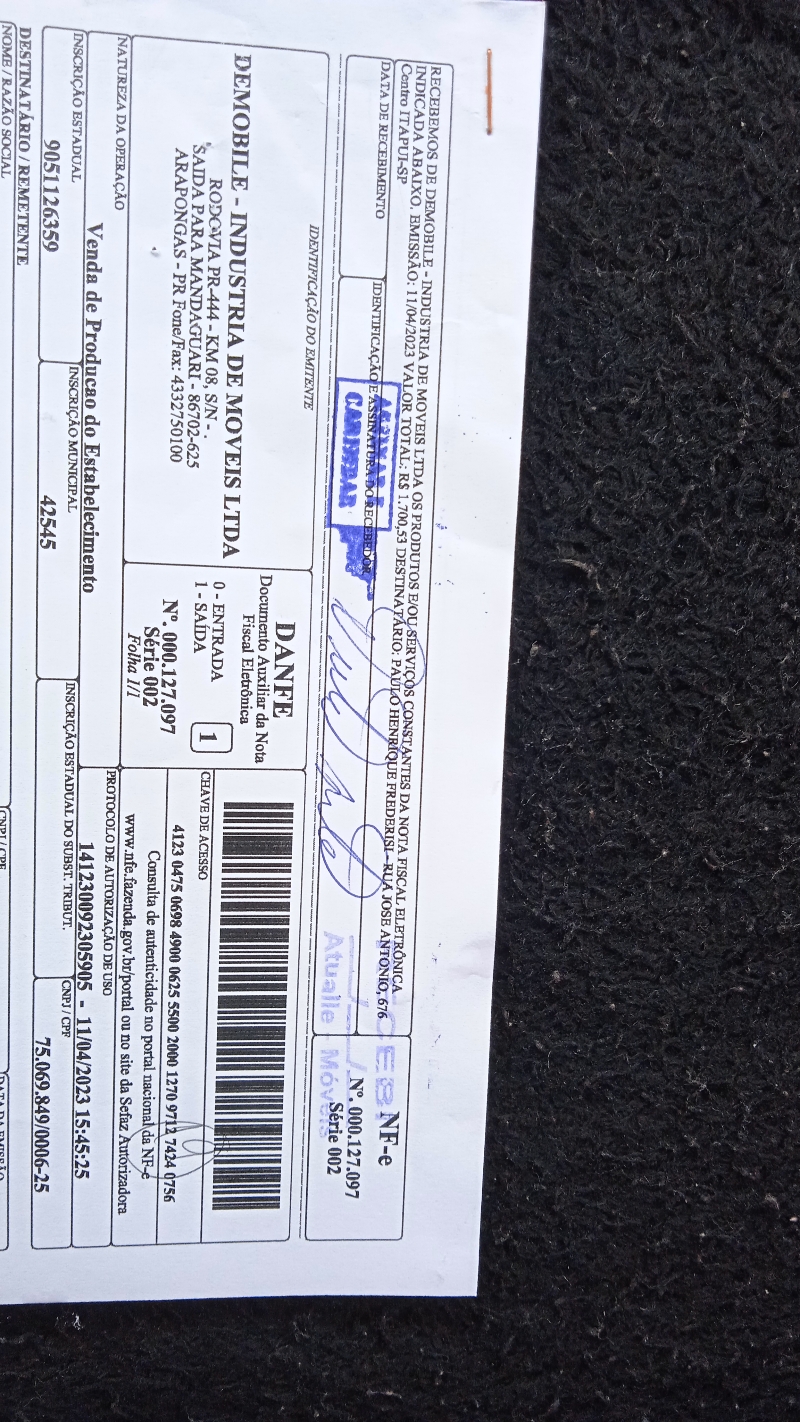 RECEBEMOS DE DEMOBILE - INDUSTRIA DE MOVEIS LTDA OS PRODUTOS E/OU SERVIÇOS CONSTANTES DA NOTA FISCAL ELETRÔNICA
INDICADA ABAIXO. EMISSÃO: 11/04/2023 VALOR TOTAL: R$ 1.700,53 DESTINATÁRIO: PAULO HENRIQUE FREDERISI - RUA JOSE ANTONIO, 676
Centro ITAPUI-SP
DATA DE RECEBIMENTO
IDENTIFICAÇÃO E ASSINATURA DO RECEBEDOR
CARIMBAR
Atualle - Móveis
NF-e
Nº. 000.127.097
Série 002
IDENTIFICAÇÃO DO EMITENTE
DEMOBILE - INDUSTRIA DE MOVEIS LTDA
RODOVIA PR-444 - KM 08, S/N - .
SAIDA PARA MANDAGUARI - 86702-625
ARAPONGAS - PR Fone/Fax: 4332750100
DANFE
Documento Auxiliar da Nota
Fiscal Eletrônica
0 - ENTRADA
1 - SAÍDA
1
Nº. 000.127.097
Série 002
Folha 1/1
CHAVE DE ACESSO
4123 0475 0698 4900 0625 5500 2000 1270 9712 7424 0756
Consulta de autenticidade no portal nacional da NF-e
www.nfe.fazenda.gov.br/portal ou no site da Sefaz Autorizadora
NATUREZA DA OPERAÇÃO
Venda de Producao do Estabelecimento
PROTOCOLO DE AUTORIZAÇÃO DE USO
141230092305905 - 11/04/2023 15:45:25
INSCRIÇÃO ESTADUAL
9051126359
INSCRIÇÃO MUNICIPAL
42545
INSCRIÇÃO ESTADUAL DO SUBST. TRIBUT.
CNPJ / CPF
75.069.849/0006-25
DESTINATÁRIO / REMETENTE
NOME / RAZÃO SOCIAL
CNPJ / CPF
DATA DA EMISSÃO